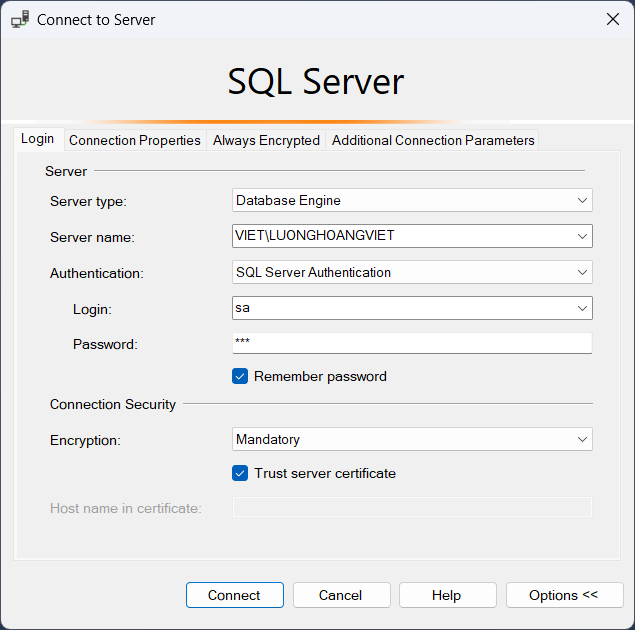 Connect to Server
SQL Server
Login Connection Properties Always Encrypted Additional Connection Parameters
Server
Server type: Database Engine
Server name: VIET\LUONGHOANGVIET
Authentication: SQL Server Authentication
Login: sa
Password: ***
Remember password
Connection Security
Encryption: Mandatory
Trust server certificate
Host name in certificate:
Connect Cancel Help Options <<